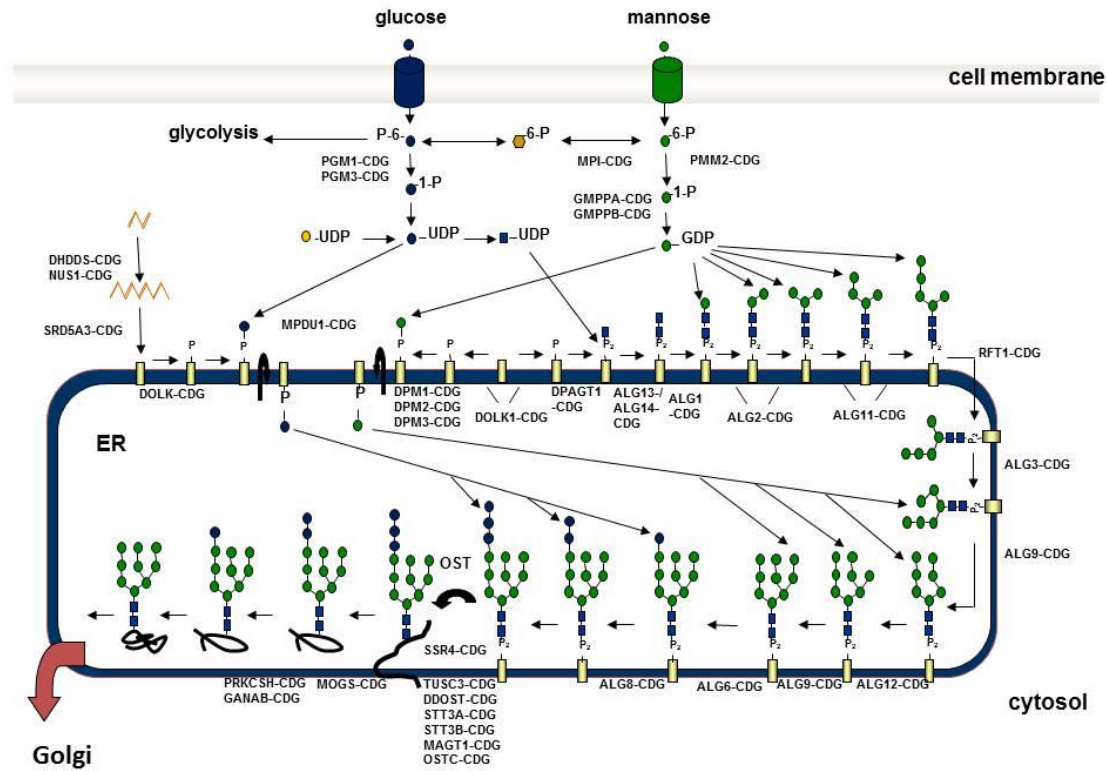 glucose
mannose
cell membrane
glycolysis
P-6-
-6-P
-6-P
PGM1-CDG
PGM3-CDG
MPI-CDG
PMM2-CDG
-1-P
-1-P
GMPPA-CDG
GMPPB-CDG
-UDP
-UDP
-UDP
-GDP
DHDDS-CDG
NUS1-CDG
SRD5A3-CDG
MPDU1-CDG
P
P
P
P
P
P₂
P₂
P₂
P₂
P₂
P₂
P₂
RFT1-CDG
DOLK-CDG
P
P
DPM1-CDG
DPM2-CDG
DPM3-CDG
DOLK1-CDG
DPAGT1
-CDG
ALG13-/
ALG14-
CDG
ALG1
-CDG
ALG2-CDG
ALG11-CDG
ER
P₂
ALG3-CDG
P₂
ALG9-CDG
OST
P₂
P₂
P₂
P₂
P₂
P₂
SSR4-CDG
PRKCSH-CDG
GANAB-CDG
MOGS-CDG
TUSC3-CDG
DDOST-CDG
STT3A-CDG
STT3B-CDG
MAGT1-CDG
OSTC-CDG
ALG8-CDG
ALG6-CDG
ALG9-CDG
ALG12-CDG
cytosol
Golgi